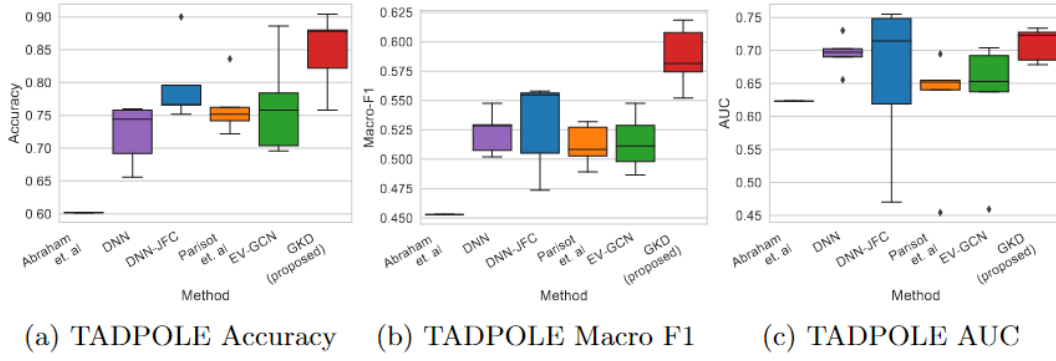 0.90
0.85
0.80
0.75
0.70
0.65
0.60
Accuracy
Abraham et. al
DNN
DNN-JFC
Parisot et. al
EV-GCN
GKD (proposed)
Method
(a) TADPOLE Accuracy
0.625
0.600
0.575
0.550
0.525
0.500
0.475
0.450
Macro-F1
Abraham et. al
DNN
DNN-JFC
Parisot et. al
EV-GCN
GKD (proposed)
Method
(b) TADPOLE Macro F1
0.75
0.70
0.65
0.60
0.55
0.50
0.45
AUC
Abraham et. al
DNN
DNN-JFC
Parisot et. al
EV-GCN
GKD (proposed)
Method
(c) TADPOLE AUC